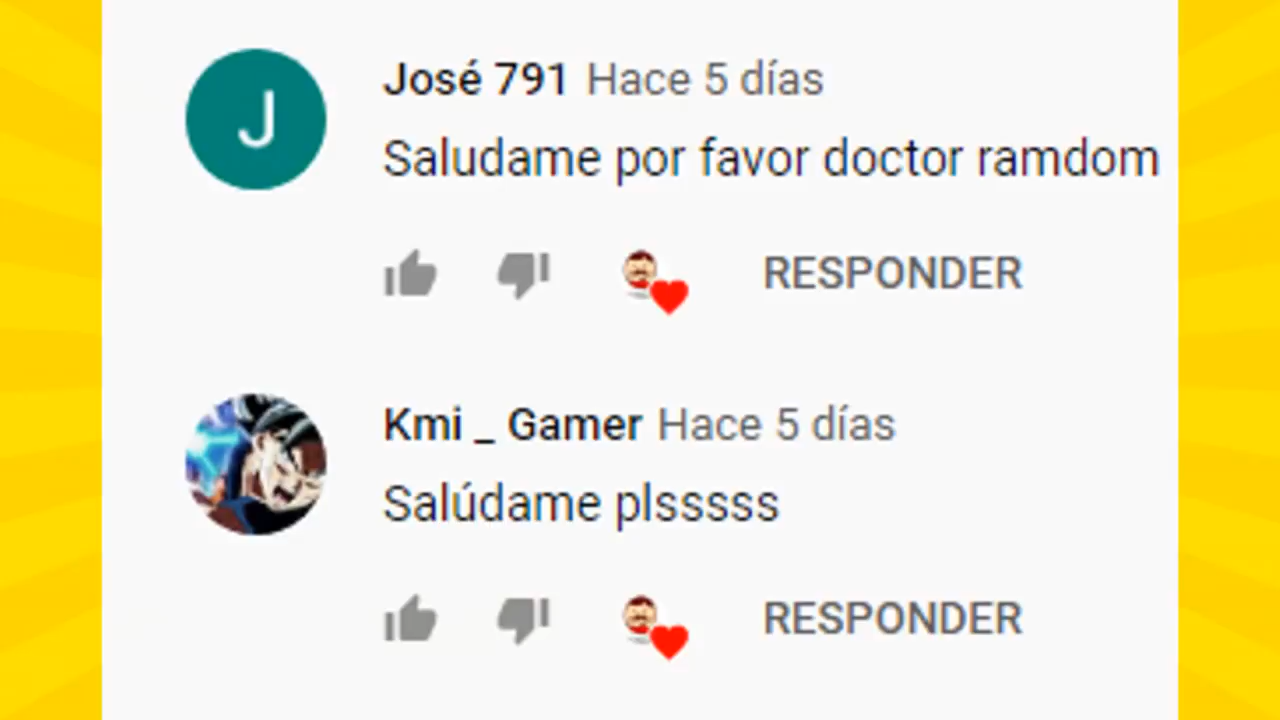 J
José 791 Hace 5 días
Saludame por favor doctor ramdom
RESPONDER
Kmi _ Gamer Hace 5 días
Salúdame plsssss
RESPONDER